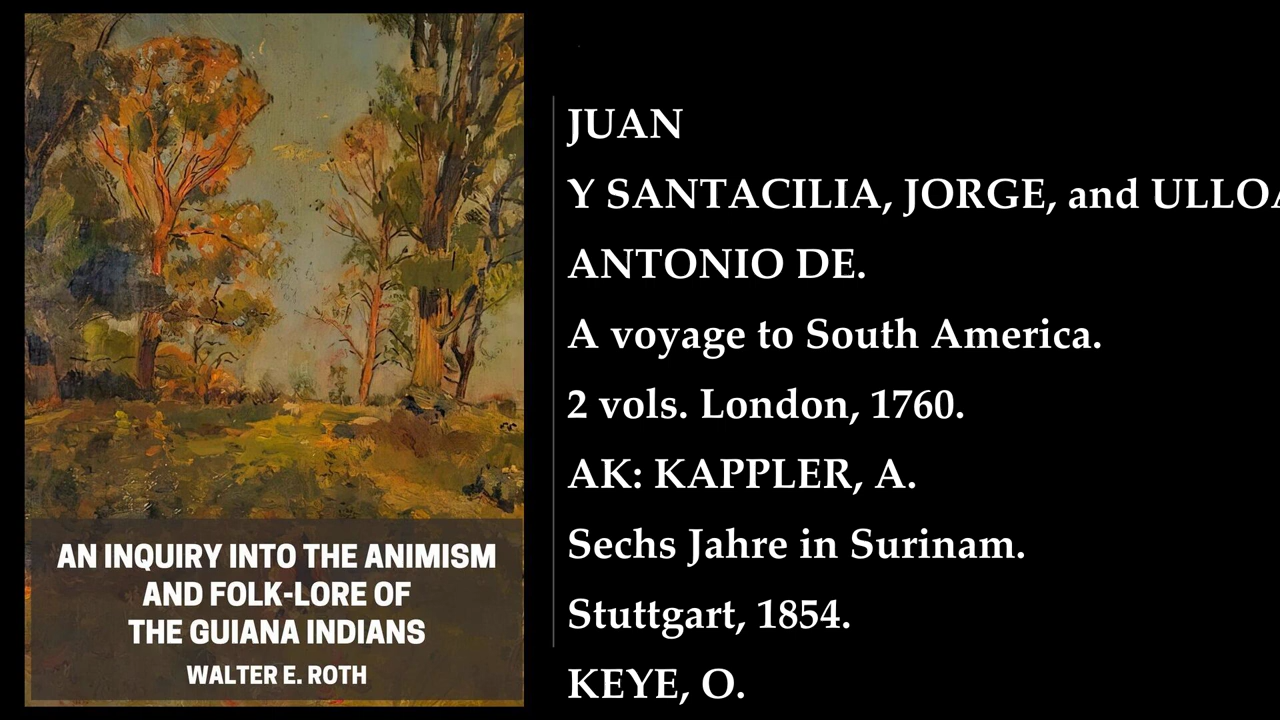 AN INQUIRY INTO THE ANIMISM
AND FOLK-LORE OF
THE GUIANA INDIANS
WALTER E. ROTH
JUAN
Y SANTACILIA, JORGE, and ULLOA
ANTONIO DE.
A voyage to South America.
2 vols. London, 1760.
AK: KAPPLER, A.
Sechs Jahre in Surinam.
Stuttgart, 1854.
KEYE, O.